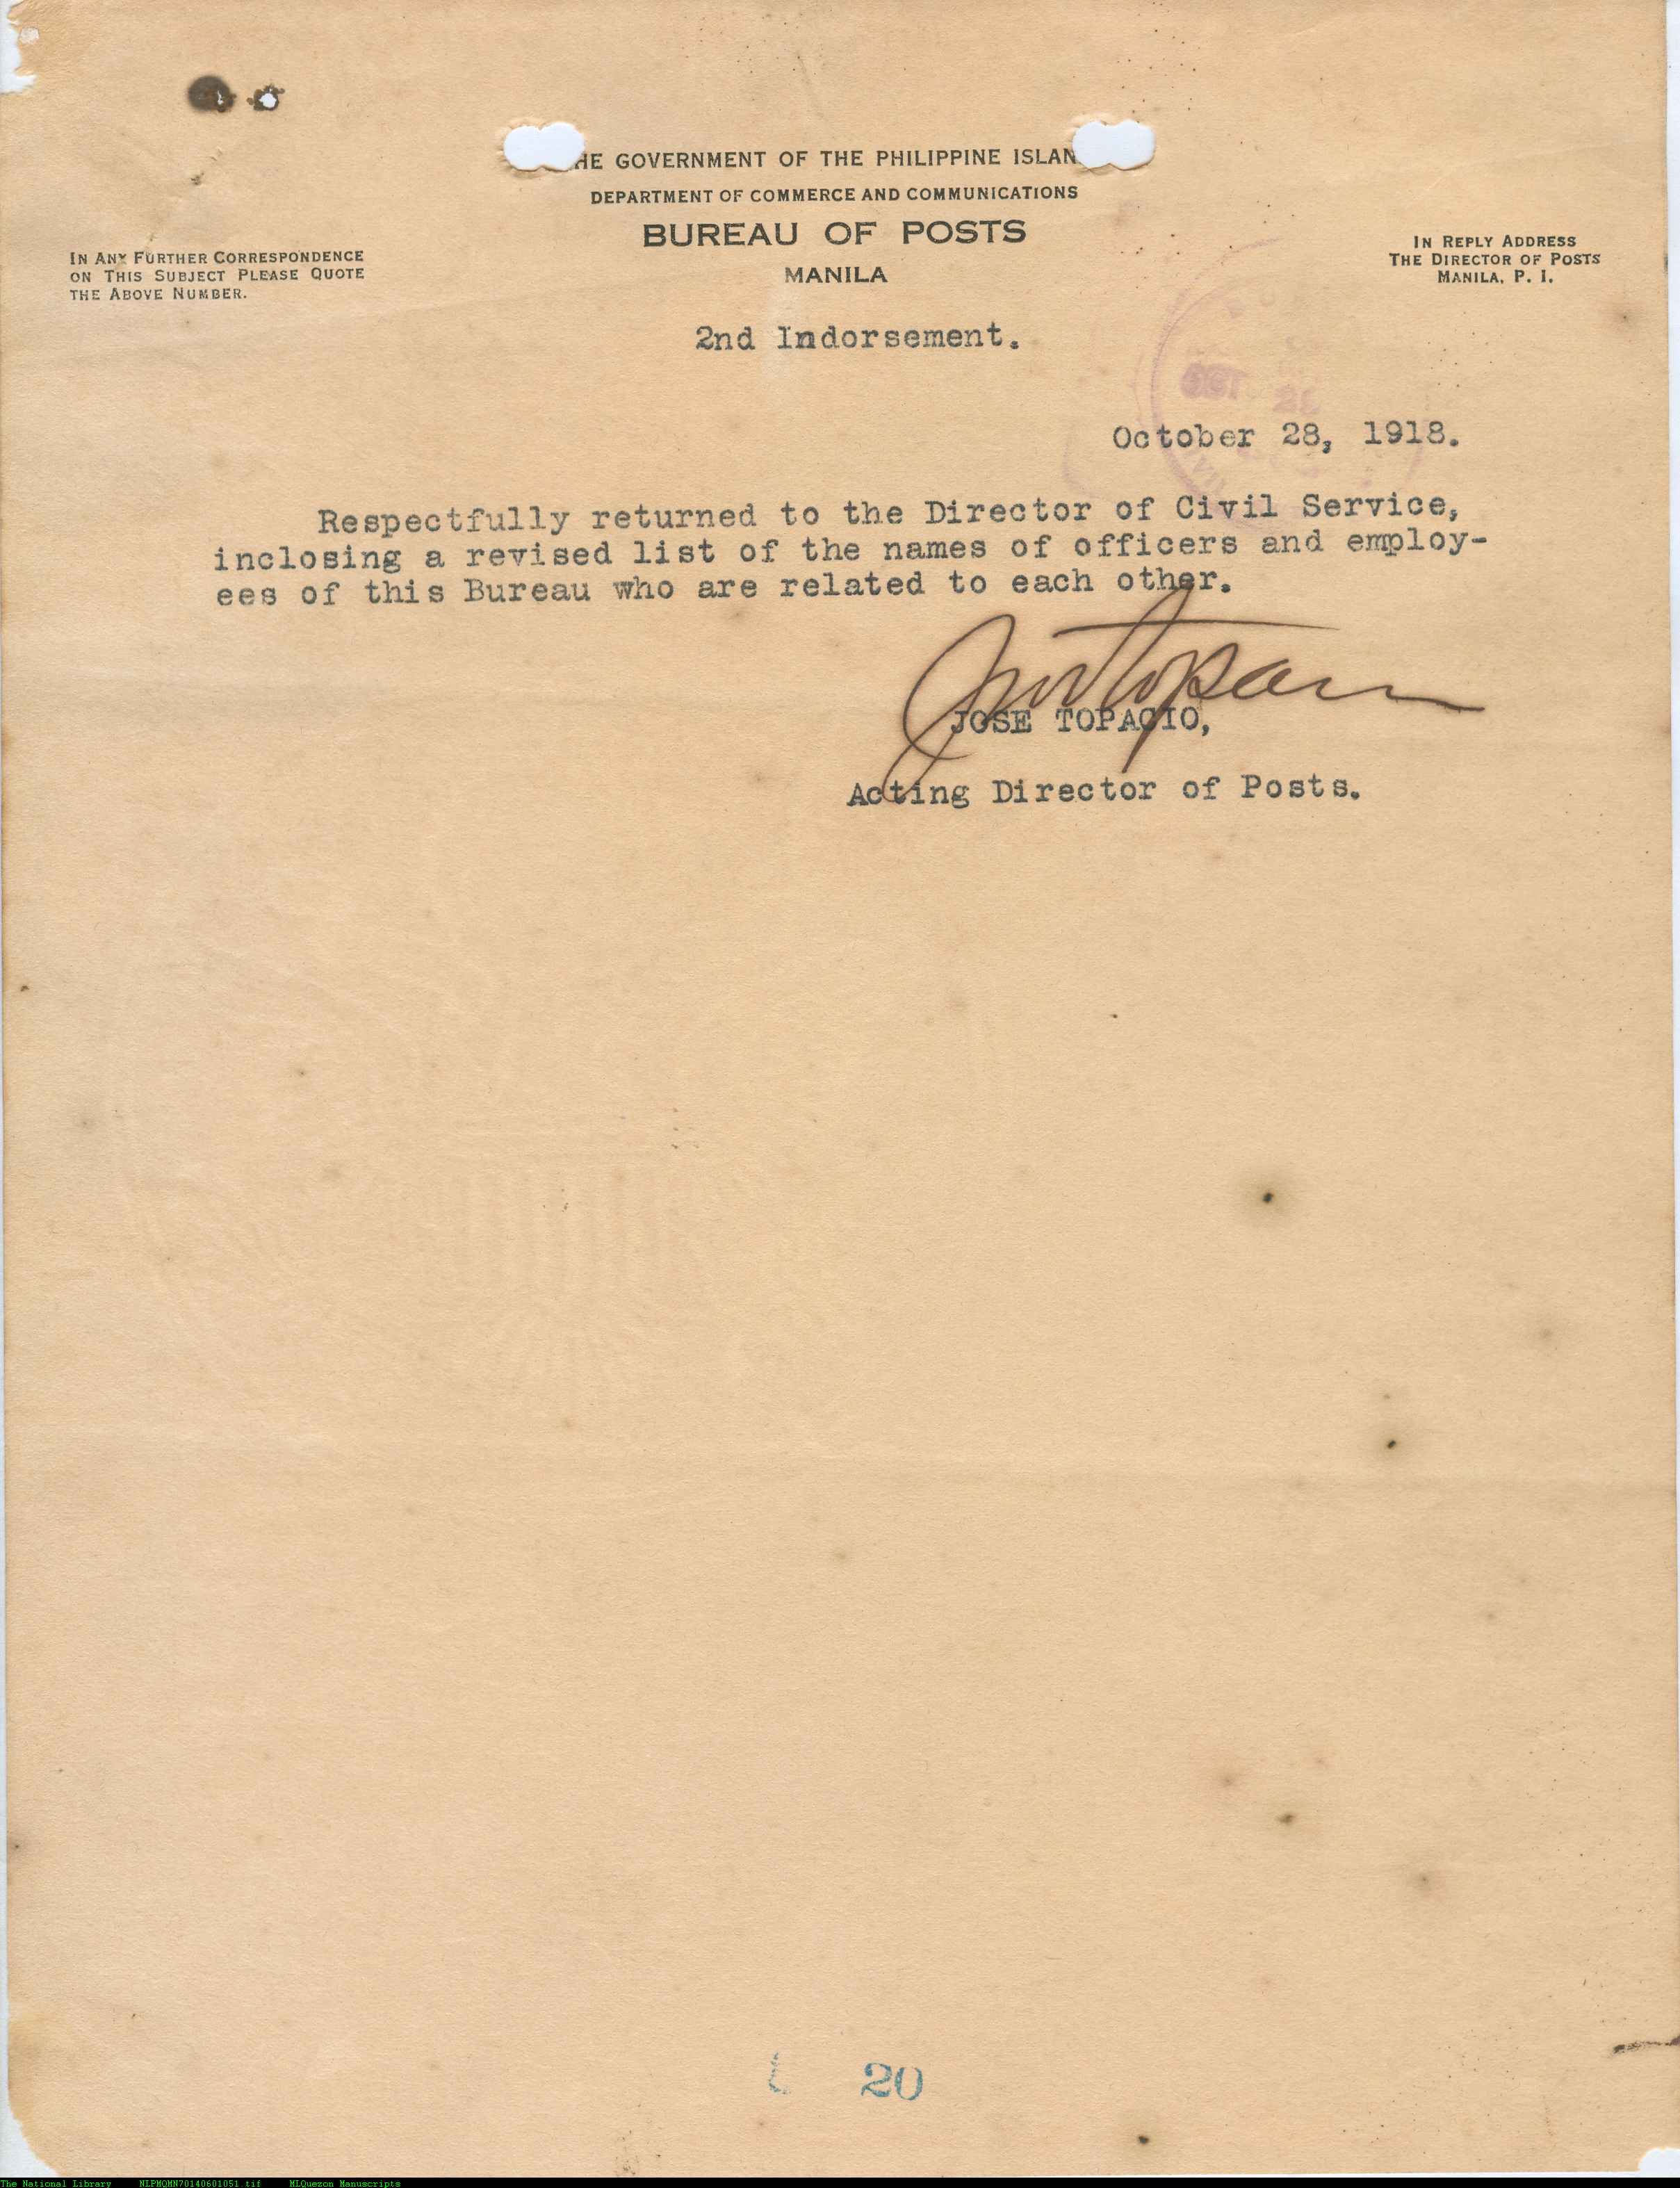 HE GOVERNMENT OF THE PHILIPPINE ISLAN
DEPARTMENT OF COMMERCE AND COMMUNICATIONS
BUREAU OF POSTS
MANILA
IN ANY FURTHER CORRESPONDENCE
ON THIS SUBJECT PLEASE QUOTE
THE ABOVE NUMBER.
IN REPLY ADDRESS
THE DIRECTOR OF POSTS
MANILA, P. I.
2nd Indorsement.
OCT 28
October 28, 1918.
Respectfully returned to the Director of Civil Service,
inclosing a revised list of the names of officers and employ-
ees of this Bureau who are related to each other.
JOSE TOPACIO,
Acting Director of Posts.
20
The National Library NLPMQMN70140601051.tif MLQuezon Manuscripts